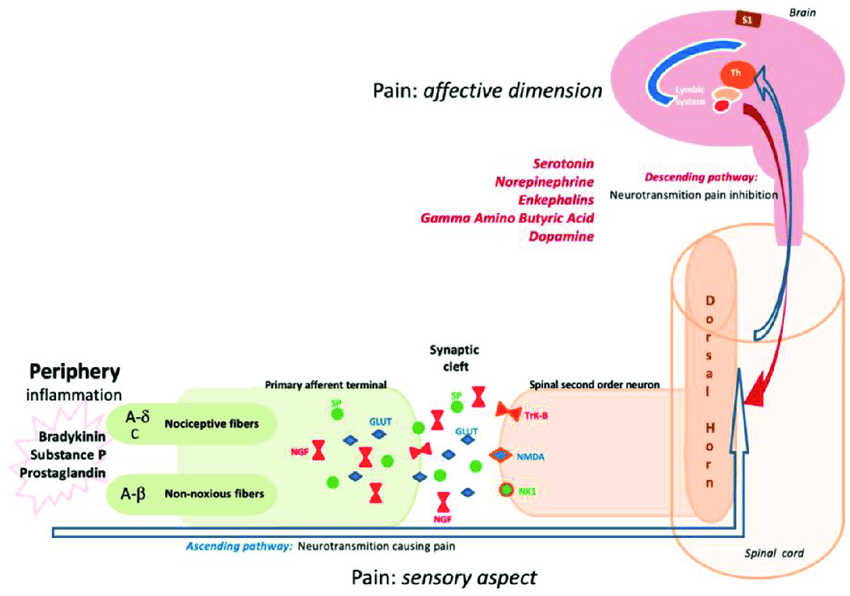 Brain
S1
Th
Lymbic
System
Pain: affective dimension
Serotonin
Norepinephrine
Enkephalins
Gamma Amino Butyric Acid
Dopamine
Descending pathway:
Neurotransmition pain inhibition
Dorsal Horn
Synaptic
cleft
Periphery
inflammation
Primary afferent terminal
Spinal second order neuron
Bradykinin
Substance P
Prostaglandin
A-δ
C
Nociceptive fibers
A-β
Non-noxious fibers
SP
GLUT
NGF
SP
GLUT
NGF
TrK-B
NMDA
NK1
Ascending pathway: Neurotransmition causing pain
Spinal cord
Pain: sensory aspect